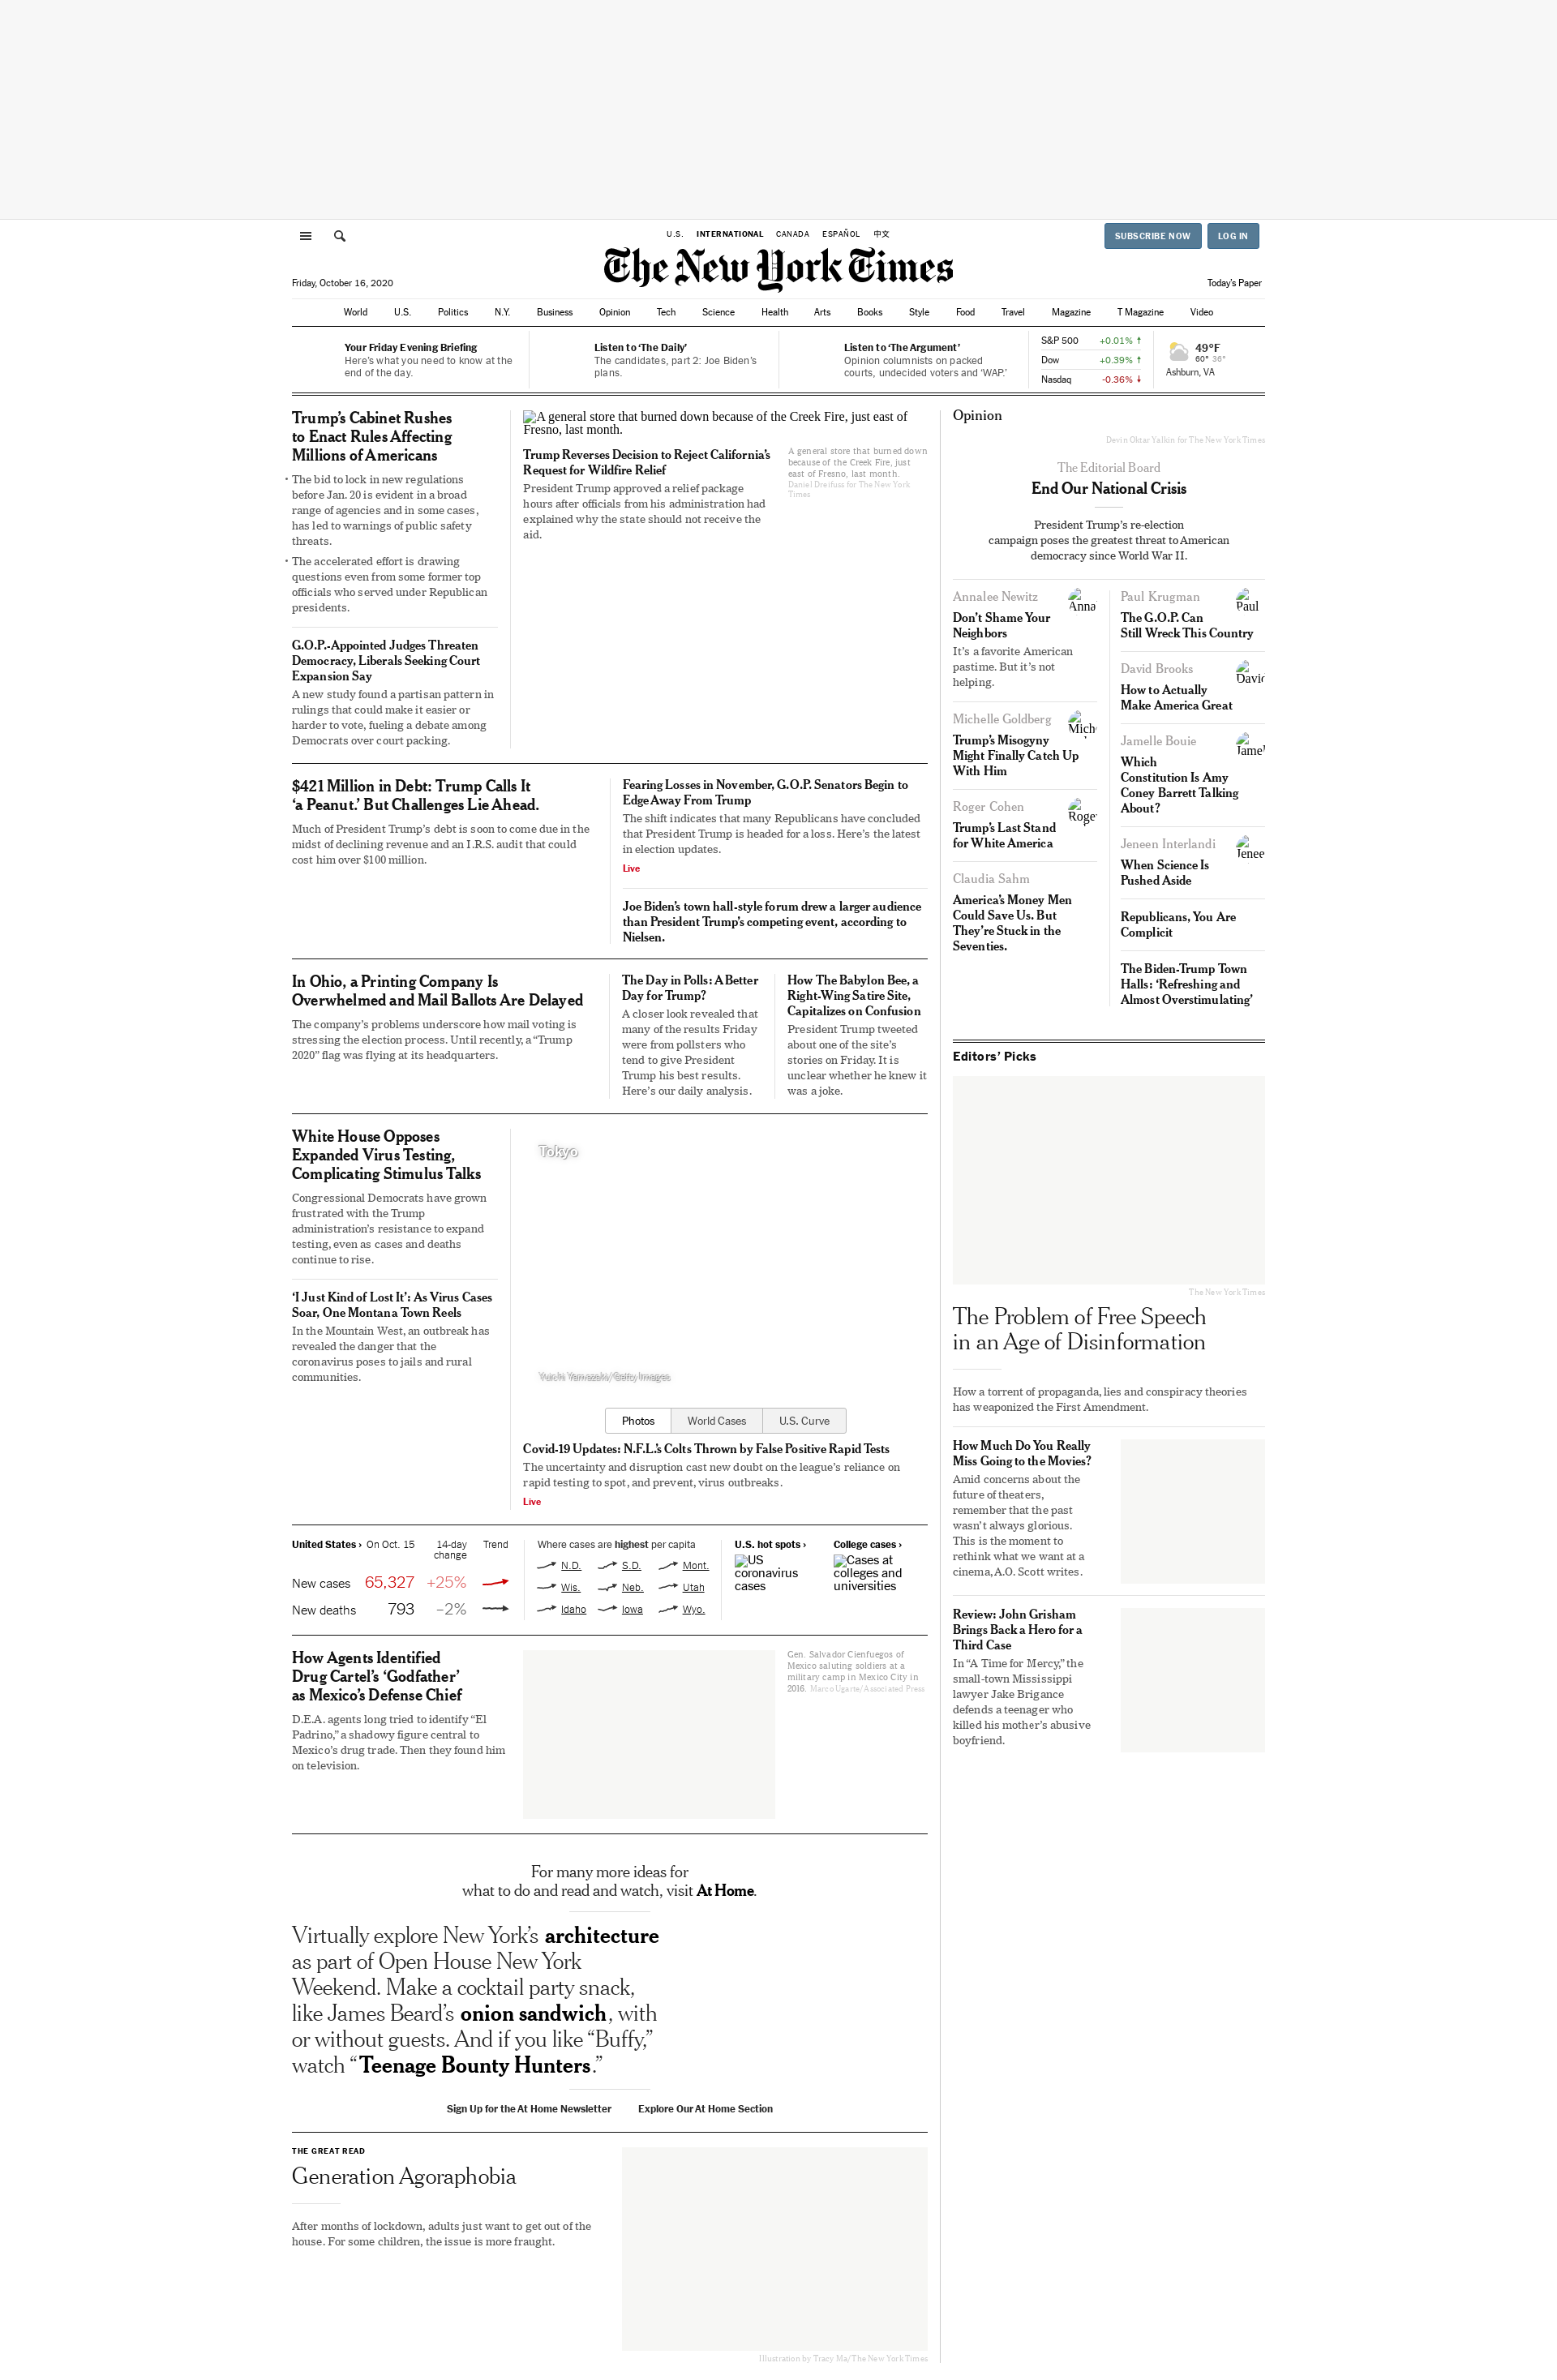 U.S. INTERNATIONAL CANADA ESPAÑOL 中文
SUBSCRIBE NOW LOG IN
The New York Times
Friday, October 16, 2020
Today's Paper
World U.S. Politics N.Y. Business Opinion Tech Science Health Arts Books Style Food Travel Magazine T Magazine Video
Your Friday Evening Briefing
Here's what you need to know at the
end of the day.
Listen to 'The Daily'
The candidates, part 2: Joe Biden's
plans.
Listen to 'The Argument'
Opinion columnists on packed
courts, undecided voters and 'WAP.'
S&P 500 +0.01%
Dow +0.39%
Nasdaq -0.36%
49°F
60° 36°
Ashburn, VA
Trump's Cabinet Rushes
to Enact Rules Affecting
Millions of Americans
• The bid to lock in new regulations
before Jan. 20 is evident in a broad
range of agencies and in some cases,
has led to warnings of public safety
threats.
• The accelerated effort is drawing
questions even from some former top
officials who served under Republican
presidents.
G.O.P.-Appointed Judges Threaten
Democracy, Liberals Seeking Court
Expansion Say
A new study found a partisan pattern in
rulings that could make it easier or
harder to vote, fueling a debate among
Democrats over court packing.
A general store that burned down because of the Creek Fire, just east of
Fresno, last month.
Trump Reverses Decision to Reject California's
Request for Wildfire Relief
President Trump approved a relief package
hours after officials from his administration had
explained why the state should not receive the
aid.
A general store that burned down
because of the Creek Fire, just
east of Fresno, last month.
Daniel Dreifuss for The New York
Times
$421 Million in Debt: Trump Calls It
'a Peanut.' But Challenges Lie Ahead.
Much of President Trump's debt is soon to come due in the
midst of declining revenue and an I.R.S. audit that could
cost him over $100 million.
Fearing Losses in November, G.O.P. Senators Begin to
Edge Away From Trump
The shift indicates that many Republicans have concluded
that President Trump is headed for a loss. Here's the latest
in election updates.
Live
Joe Biden's town hall-style forum drew a larger audience
than President Trump's competing event, according to
Nielsen.
In Ohio, a Printing Company Is
Overwhelmed and Mail Ballots Are Delayed
The company's problems underscore how mail voting is
stressing the election process. Until recently, a "Trump
2020" flag was flying at its headquarters.
The Day in Polls: A Better
Day for Trump?
A closer look revealed that
many of the results Friday
were from pollsters who
tend to give President
Trump his best results.
Here's our daily analysis.
How The Babylon Bee, a
Right-Wing Satire Site,
Capitalizes on Confusion
President Trump tweeted
about one of the site's
stories on Friday. It is
unclear whether he knew it
was a joke.
White House Opposes
Expanded Virus Testing,
Complicating Stimulus Talks
Congressional Democrats have grown
frustrated with the Trump
administration's resistance to expand
testing, even as cases and deaths
continue to rise.
'I Just Kind of Lost It': As Virus Cases
Soar, One Montana Town Reels
In the Mountain West, an outbreak has
revealed the danger that the
coronavirus poses to jails and rural
communities.
Tokyo
Yuichi Yamazaki/Getty Images
Photos World Cases U.S. Curve
Covid-19 Updates: N.F.L.'s Colts Thrown by False Positive Rapid Tests
The uncertainty and disruption cast new doubt on the league's reliance on
rapid testing to spot, and prevent, virus outbreaks.
Live
United States › On Oct. 15 14-day
change Trend
New cases 65,327 +25%
New deaths 793 –2%
Where cases are highest per capita
N.D. S.D. Mont.
Wis. Neb. Utah
Idaho Iowa Wyo.
U.S. hot spots ›
US
coronavirus
cases
College cases ›
Cases at
colleges and
universities
How Agents Identified
Drug Cartel's 'Godfather'
as Mexico's Defense Chief
D.E.A. agents long tried to identify "El
Padrino," a shadowy figure central to
Mexico's drug trade. Then they found him
on television.
Gen. Salvador Cienfuegos of
Mexico saluting soldiers at a
military camp in Mexico City in
2016. Marco Ugarte/Associated Press
For many more ideas for
what to do and read and watch, visit At Home.
Virtually explore New York's architecture
as part of Open House New York
Weekend. Make a cocktail party snack,
like James Beard's onion sandwich, with
or without guests. And if you like "Buffy,"
watch "Teenage Bounty Hunters."
Sign Up for the At Home Newsletter Explore Our At Home Section
THE GREAT READ
Generation Agoraphobia
After months of lockdown, adults just want to get out of the
house. For some children, the issue is more fraught.
Illustration by Tracy Ma/The New York Times
Opinion
Devin Oktar Yalkin for The New York Times
The Editorial Board
End Our National Crisis
President Trump's re-election
campaign poses the greatest threat to American
democracy since World War II.
Annalee Newitz
Anna
Don't Shame Your
Neighbors
It's a favorite American
pastime. But it's not
helping.
Michelle Goldberg
Trump's Misogyny
Might Finally Catch Up
With Him
Roger Cohen
Roge
Trump's Last Stand
for White America
Claudia Sahm
America's Money Men
Could Save Us. But
They're Stuck in the
Seventies.
Paul Krugman
Paul
The G.O.P. Can
Still Wreck This Country
David Brooks
David
How to Actually
Make America Great
Jamelle Bouie
Which
Constitution Is Amy
Coney Barrett Talking
About?
Jeneen Interlandi
Jenee
When Science Is
Pushed Aside
Republicans, You Are
Complicit
The Biden-Trump Town
Halls: 'Refreshing and
Almost Overstimulating'
Editors' Picks
The New York Times
The Problem of Free Speech
in an Age of Disinformation
How a torrent of propaganda, lies and conspiracy theories
has weaponized the First Amendment.
How Much Do You Really
Miss Going to the Movies?
Amid concerns about the
future of theaters,
remember that the past
wasn't always glorious.
This is the moment to
rethink what we want at a
cinema, A.O. Scott writes.
Review: John Grisham
Brings Back a Hero for a
Third Case
In "A Time for Mercy," the
small-town Mississippi
lawyer Jake Brigance
defends a teenager who
killed his mother's abusive
boyfriend.